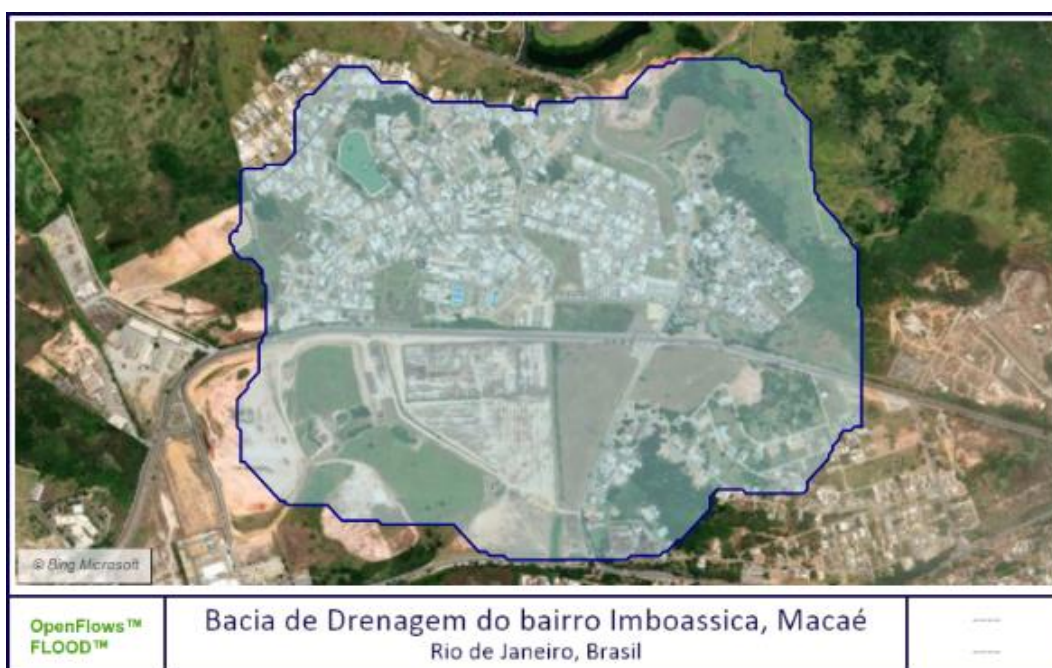 © Bing Microsoft
OpenFlows™
FLOOD™
Bacia de Drenagem do bairro Imboassica, Macaé
Rio de Janeiro, Brasil